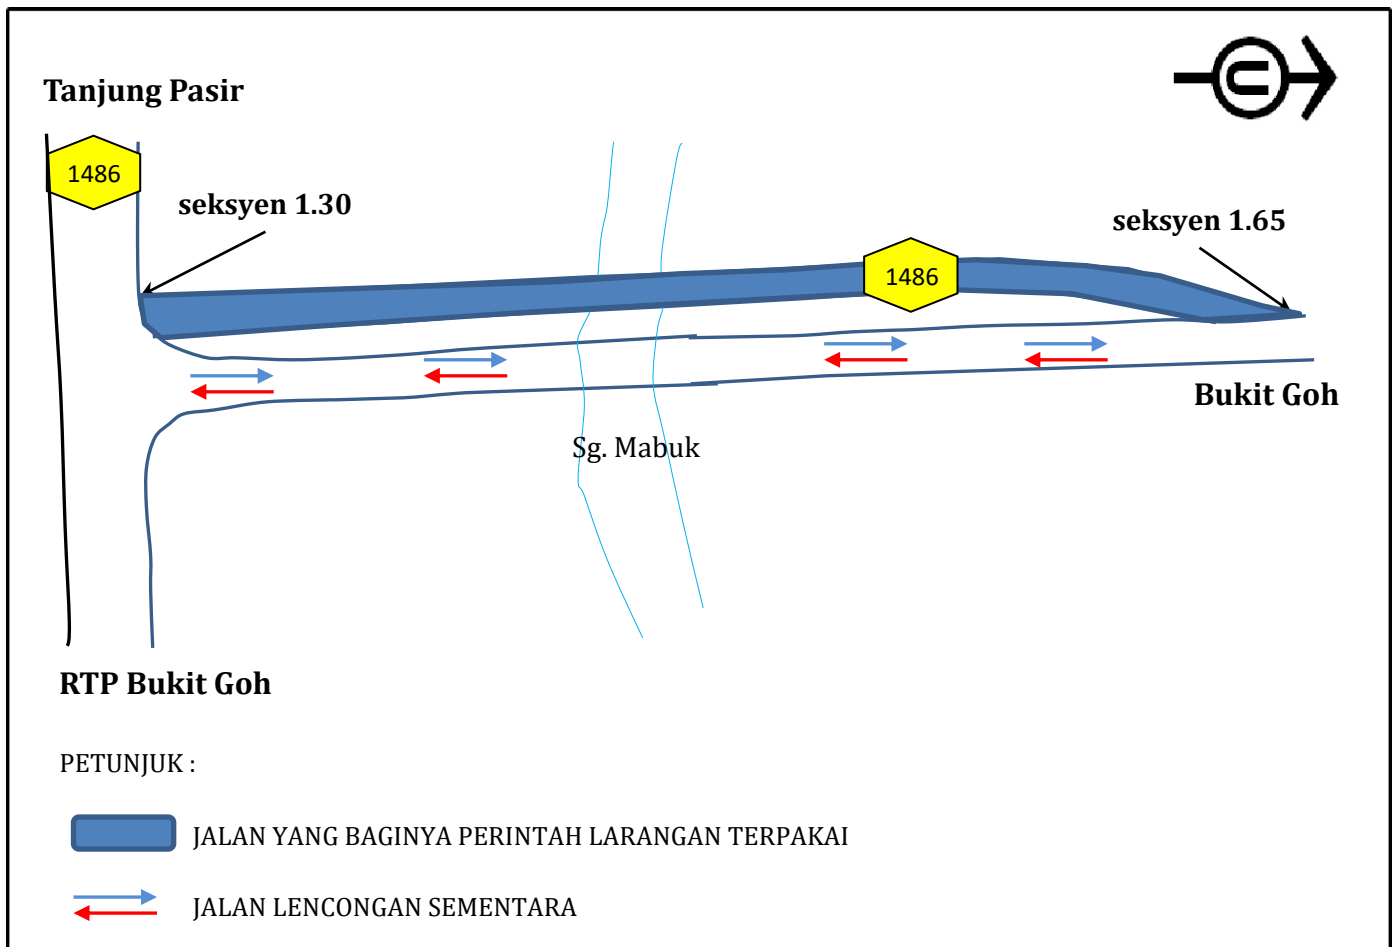 Tanjung Pasir
1486
seksyen 1.30
seksyen 1.65
1486
Bukit Goh
Sg. Mabuk
RTP Bukit Goh
PETUNJUK :
JALAN YANG BAGINYA PERINTAH LARANGAN TERPAKAI
JALAN LENCONGAN SEMENTARA